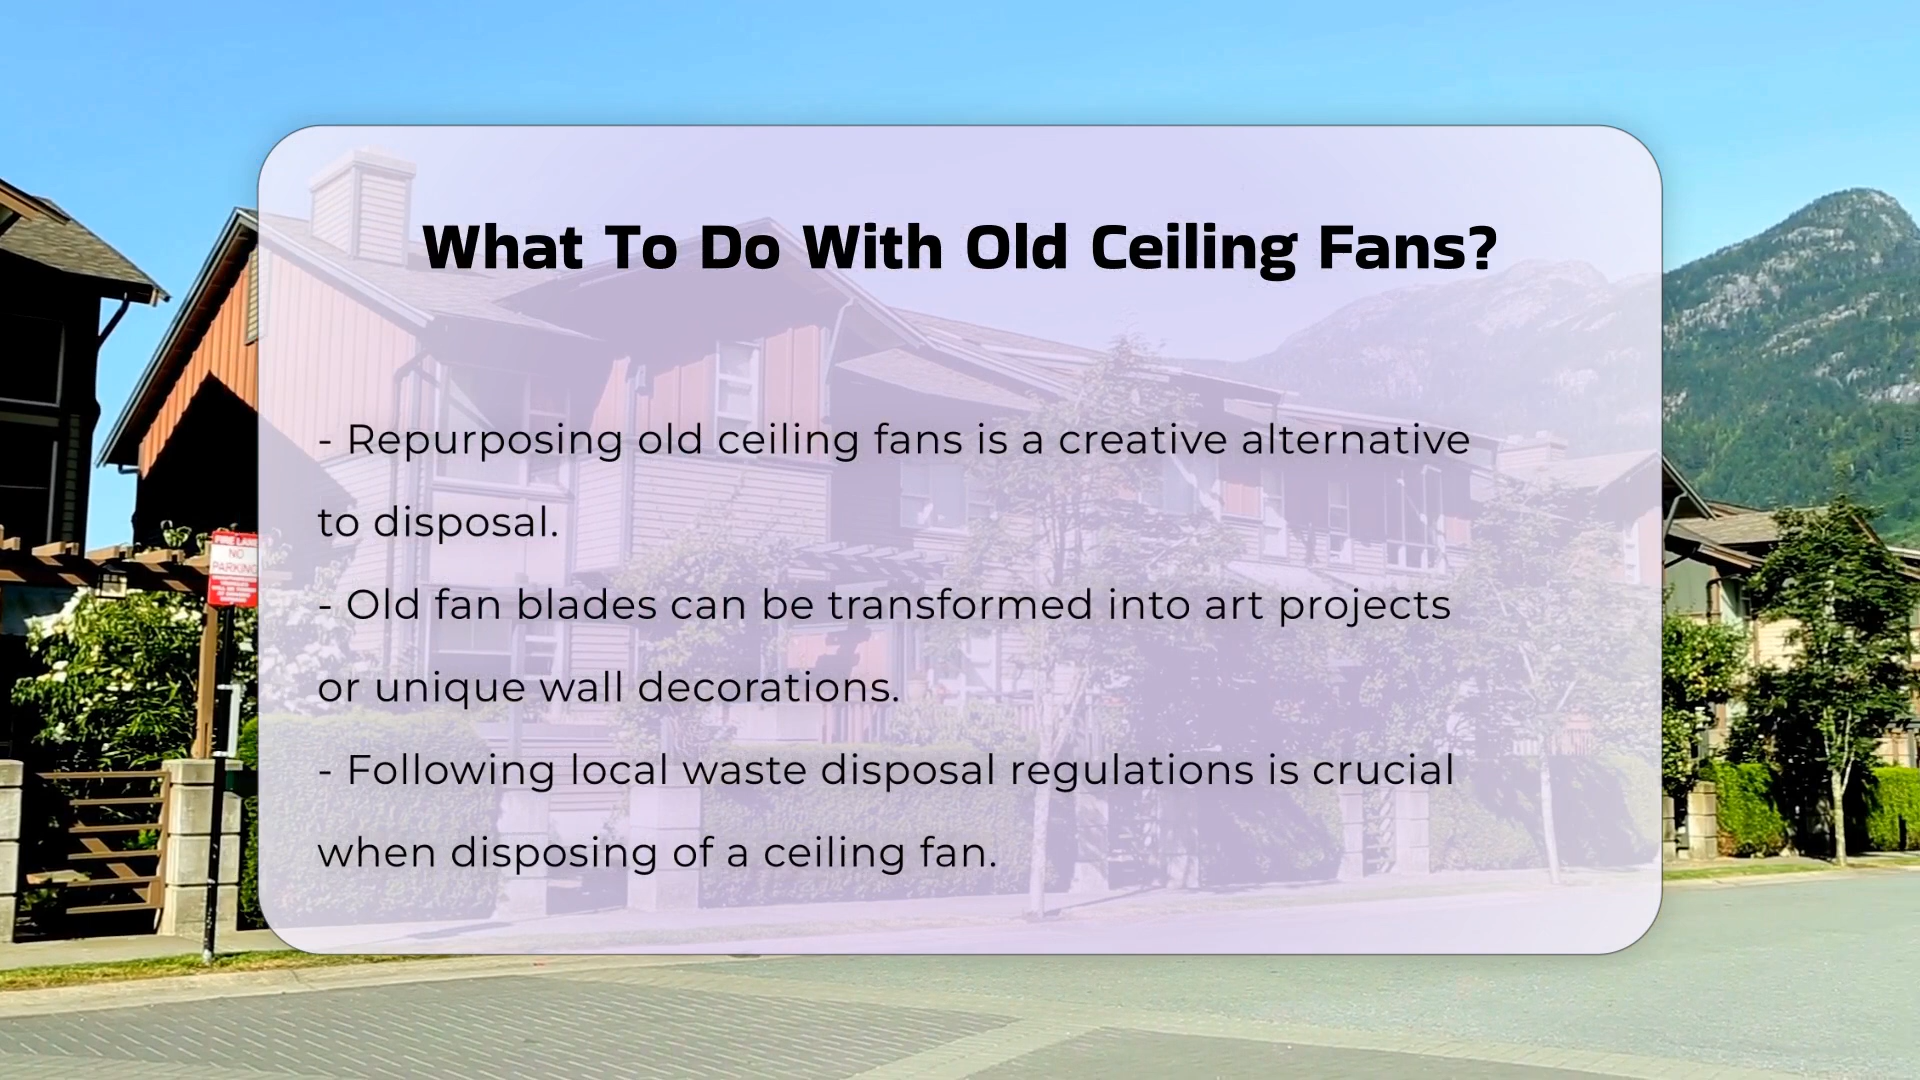 What To Do With Old Ceiling Fans?
- Repurposing old ceiling fans is a creative alternative
to disposal.
- Old fan blades can be transformed into art projects
or unique wall decorations.
- Following local waste disposal regulations is crucial
when disposing of a ceiling fan.
FIRE LANE
NO
PARKING